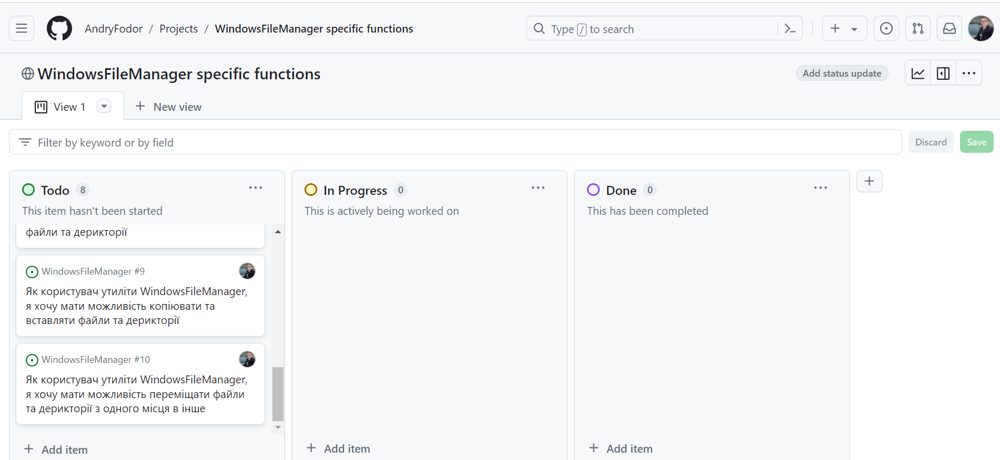 AndryFodor / Projects / WindowsFileManager specific functions
Type / to search
WindowsFileManager specific functions
Add status update
View 1
New view
Filter by keyword or by field
Discard
Save
Todo 8
This item hasn't been started
файли та дерикторії
WindowsFileManager #9
Як користувач утиліти WindowsFileManager,
я хочу мати можливість копіювати та
вставляти файли та дерикторії
WindowsFileManager #10
Як користувач утиліти WindowsFileManager,
я хочу мати можливість переміщати файли
та дерикторії з одного місця в інше
Add item
In Progress 0
This is actively being worked on
Add item
Done 0
This has been completed
Add item